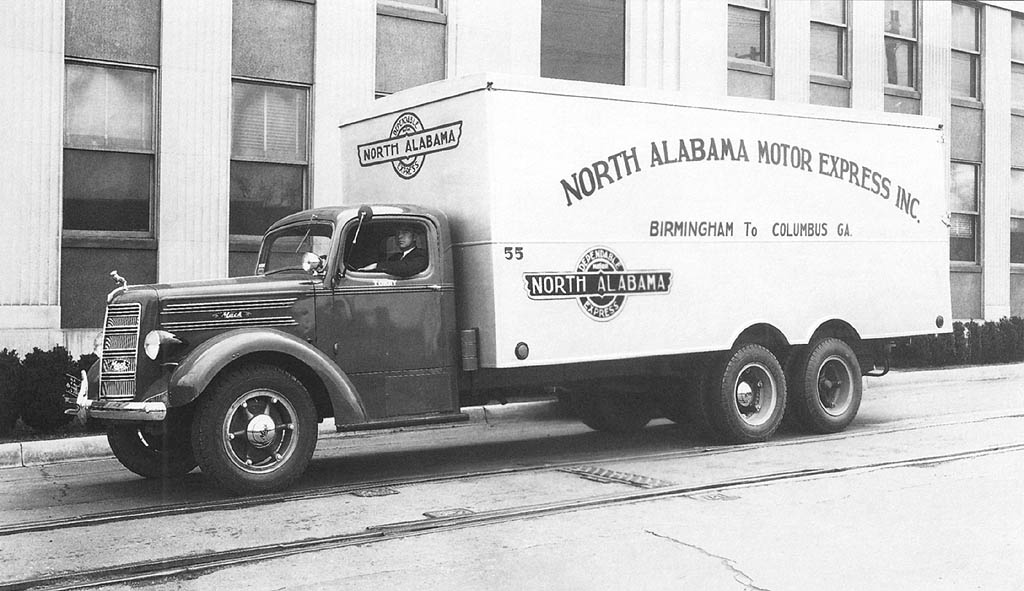 DEPENDABLE
NORTH ALABAMA
EXPRESS
NORTH ALABAMA MOTOR EXPRESS INC.
BIRMINGHAM To COLUMBUS GA.
55
DEPENDABLE
NORTH ALABAMA
EXPRESS
Mack